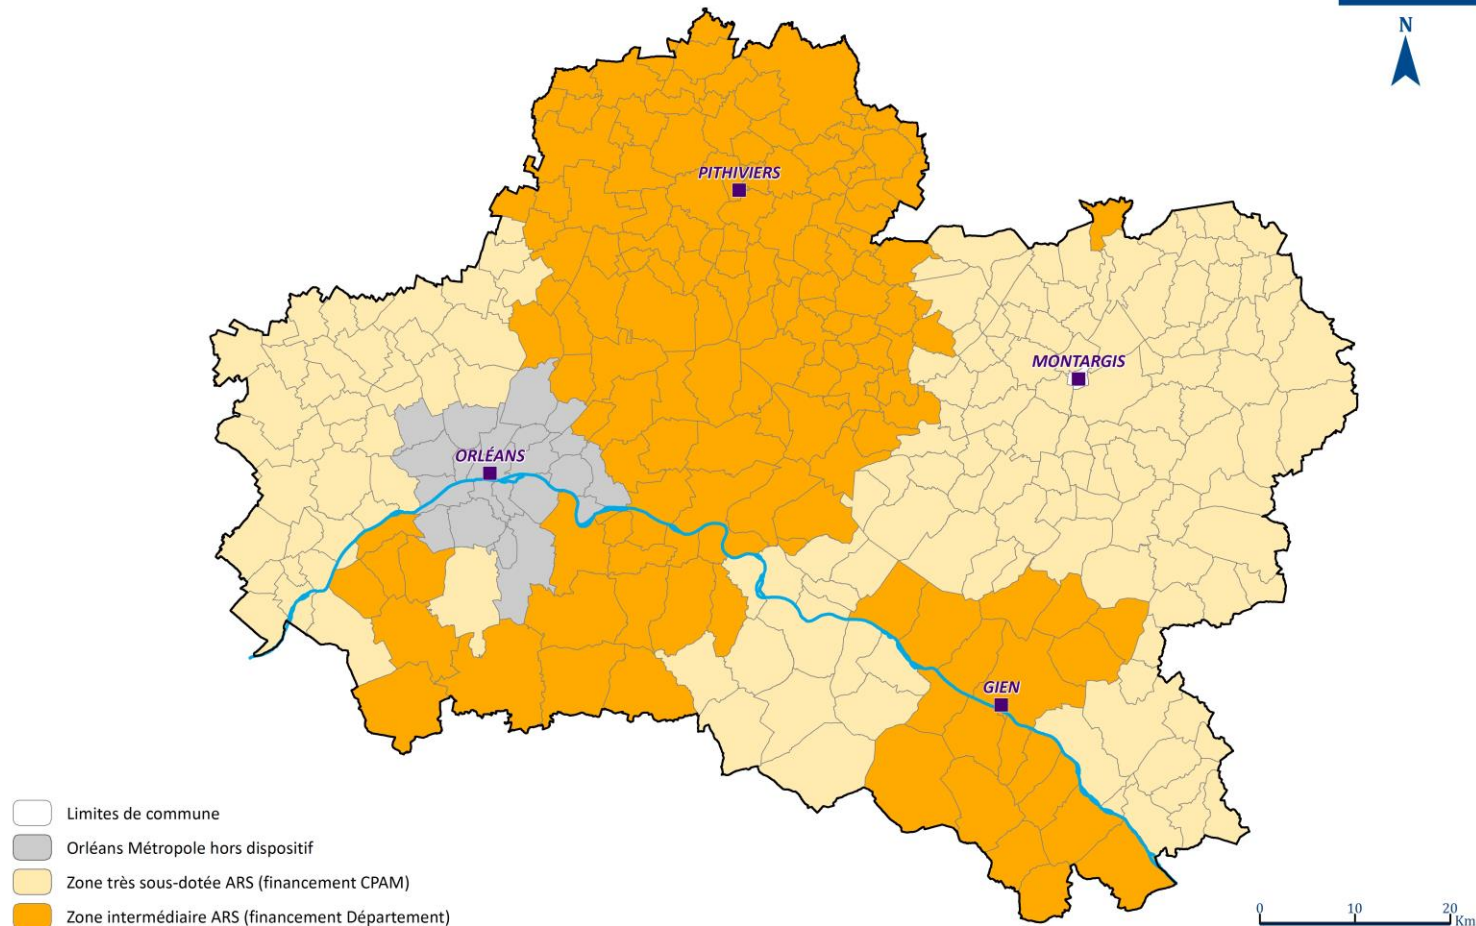 N
PITHIVIERS
MONTARGIS
ORLÉANS
GIEN
Limites de commune
Orléans Métropole hors dispositif
Zone très sous-dotée ARS (financement CPAM)
Zone intermédiaire ARS (financement Département)
0 10 20
Km